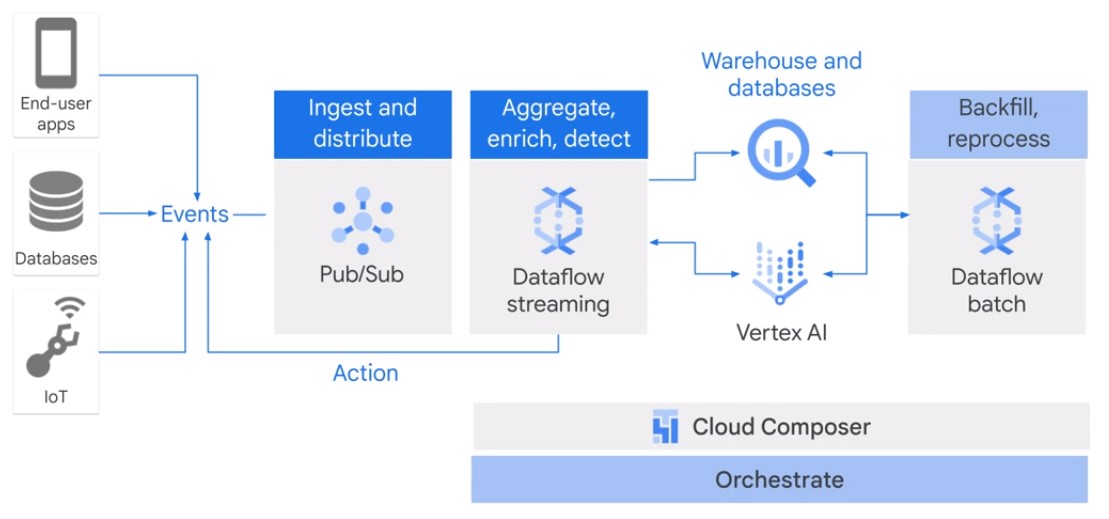 End-user
apps
Databases
IoT
Events
Ingest and
distribute
Pub/Sub
Aggregate,
enrich, detect
Dataflow
streaming
Action
Warehouse and
databases
Vertex AI
Backfill,
reprocess
Dataflow
batch
Cloud Composer
Orchestrate